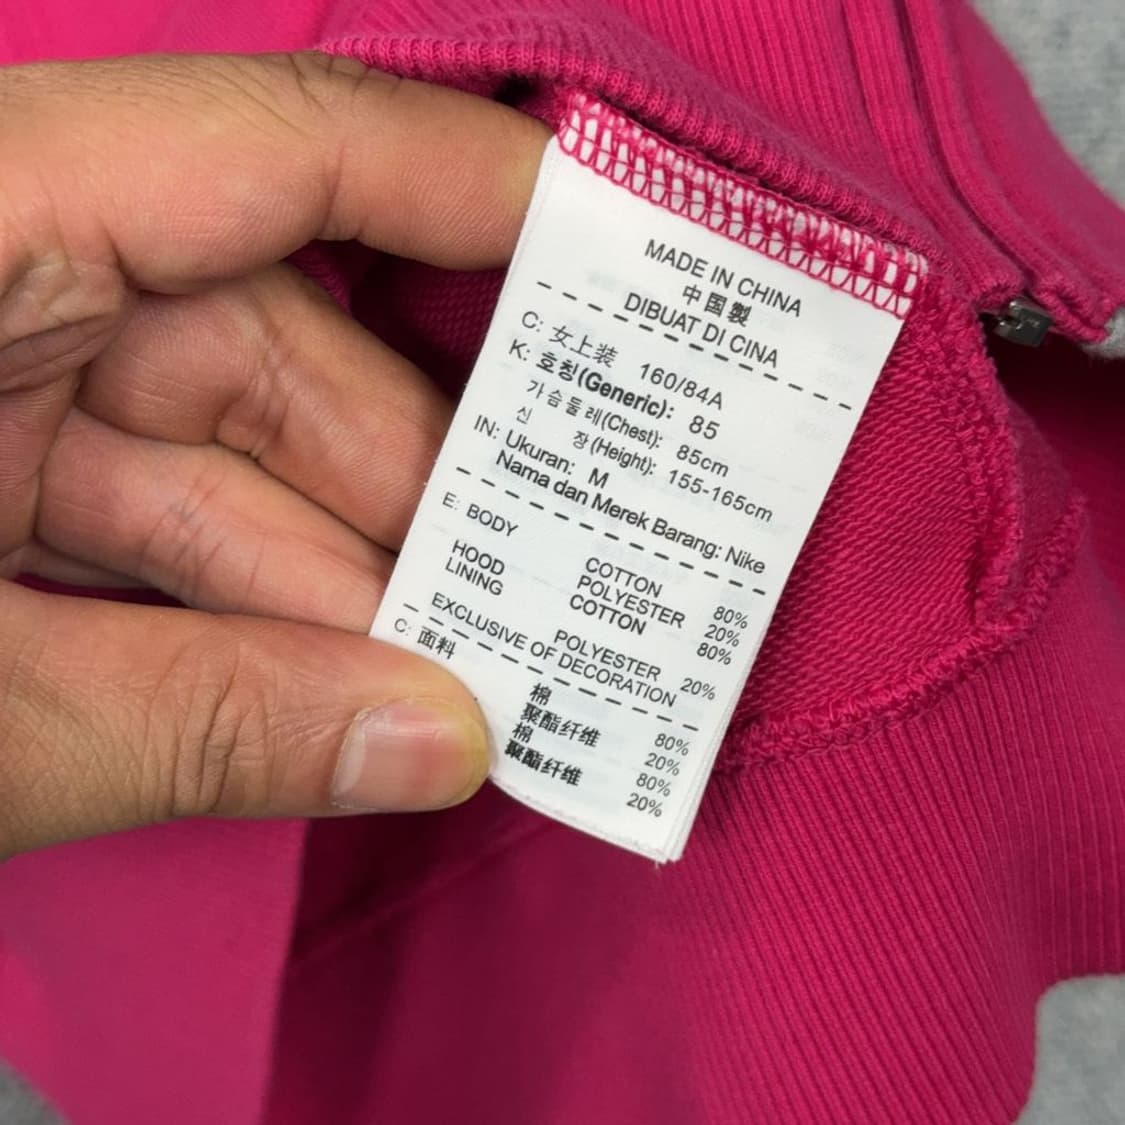 MADE IN CHINA
中国製
DIBUAT DI CINA
C: 女上装 160/84A
K: 호칭(Generic): 85
가슴둘레(Chest): 85cm
신 장(Height): 155-165cm
IN: Ukuran: M
Nama dan Merek Barang: Nike
E: BODY COTTON 80%
POLYESTER 20%
HOOD COTTON 80%
LINING POLYESTER 20%
EXCLUSIVE OF DECORATION
C: 面料 棉 80%
聚酯纤维 20%
棉 80%
聚酯纤维 20%